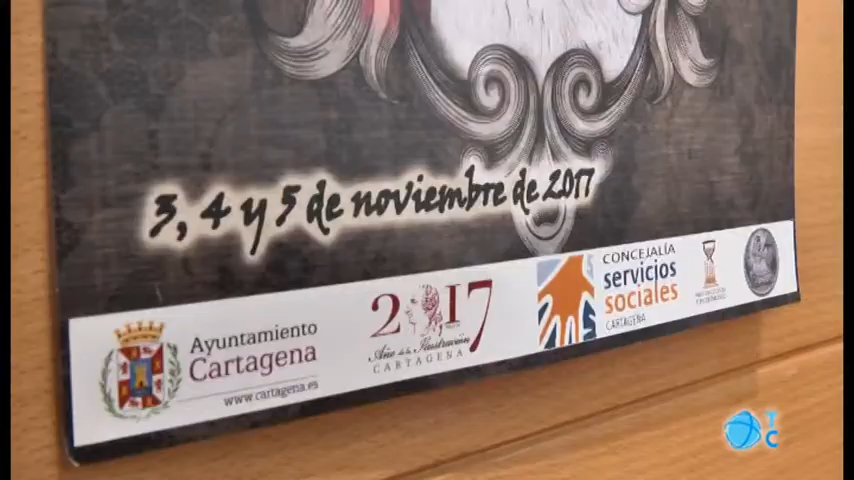 3, 4 y 5 de noviembre de 2017
Ayuntamiento
Cartagena
www.cartagena.es
2017
Año de la Ilustración
CARTAGENA
CONCEJALÍA
servicios
sociales
CARTAGENA
TC